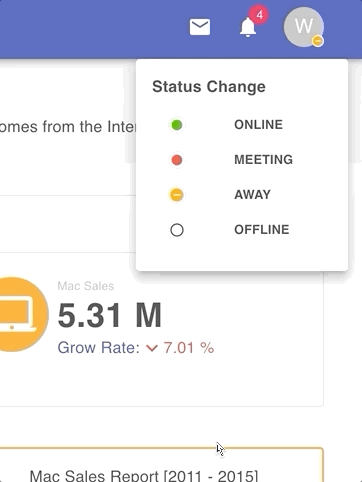 4
W
Status Change
ONLINE
MEETING
AWAY
OFFLINE
omes from the Inter
Mac Sales
5.31 M
Grow Rate: 7.01 %
Mac Sales Report [2011 - 2015]